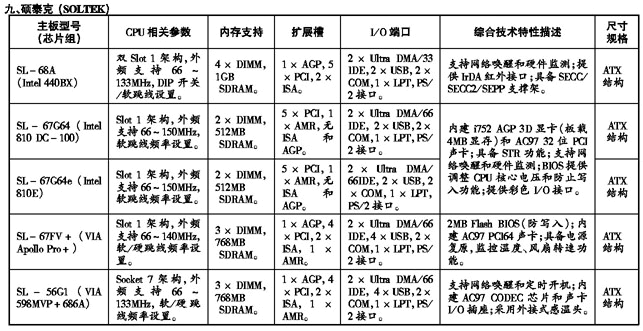 九、硕泰克 (SOLTEK)
主板型号
(芯片组)
CPU 相关参数
内存支持
扩展槽
I/O 端口
综合技术特性描述
尺寸
规格
SL－68A
(Intel 440BX)
双 Slot 1 架构,外
频支持 66～
133MHz, DIP 开关
/软跳线设置。
4 × DIMM,
1GB
SDRAM。
1 × AGP, 5
× PCI, 2 ×
ISA。
2 × Ultra DMA/33
IDE, 2 × USB, 2 ×
COM, 1 × LPT, PS/
2 接口。
支持网络唤醒和硬件监测;提
供 IrDA 红外接口;具备 SECC/
SECC2/SEPP 支撑架。
ATX
结构
SL－67G64 (Intel
810 DC－100)
Slot 1 架构,外频
支持 66～150MHz,
软跳线频率设置。
2 × DIMM,
512MB
SDRAM。
5 × PCI, 1
× AMR,无
ISA 和
AGP。
2 × Ultra DMA/66
IDE, 2 × USB, 2 ×
COM, 1 × LPT, PS/
2 接口。
内建 i752 AGP 3D 显卡(板载
4MB 显存)和 AC97 32 位 PCI
声卡;具备 STR 功能;支持网
络唤醒和硬件监测;BIOS 提供
调整 CPU 核心电压和防止写
入功能;提供彩色 I/O 接口。
ATX
结构
SL－67G64e (Intel
810E)
Slot 1 架构,外频
支持 66～150MHz,
软跳线频率设置。
2 × DIMM,
512MB
SDRAM。
5 × PCI, 1
× AMR,无
ISA 和
AGP。
2 × Ultra DMA/
66IDE, 2 × USB, 2
× COM, 1 × LPT,
PS/2 接口。
ATX
结构
SL－67FV + (VIA
Apollo Pro +)
Slot 1 架构,外频
支持 66～140MHz,
软/硬跳线频率设
置。
3 × DIMM,
768MB
SDRAM。
1 × AGP, 4
× PCI, 2 ×
ISA, 1 ×
AMR。
2 × Ultra DMA/66
IDE, 4 × USB, 2 ×
COM, 1 × LPT, PS/
2 接口。
2MB Flash BIOS(防写入);内
建 AC97 PCI64 声卡;具备电源
复原,监控温度、风扇转速功
能。
ATX
结构
SL－56G1 (VIA
598MVP + 686A)
Socket 7 架构,外
频支持 66～
133MHz,软/硬跳
线频率设置。
3 × DIMM,
768MB
SDRAM。
1 × AGP, 4
× PCI, 2 ×
ISA, 1 ×
AMR。
2 × Ultra DMA/66
IDE, 4 × USB, 2 ×
COM, 1 × LPT, PS/
2 接口。
支持网络唤醒和定时开机;内
建 AC97 CODEC 芯片和声卡
I/O 插座;采用外接式感温头。
ATX
结构